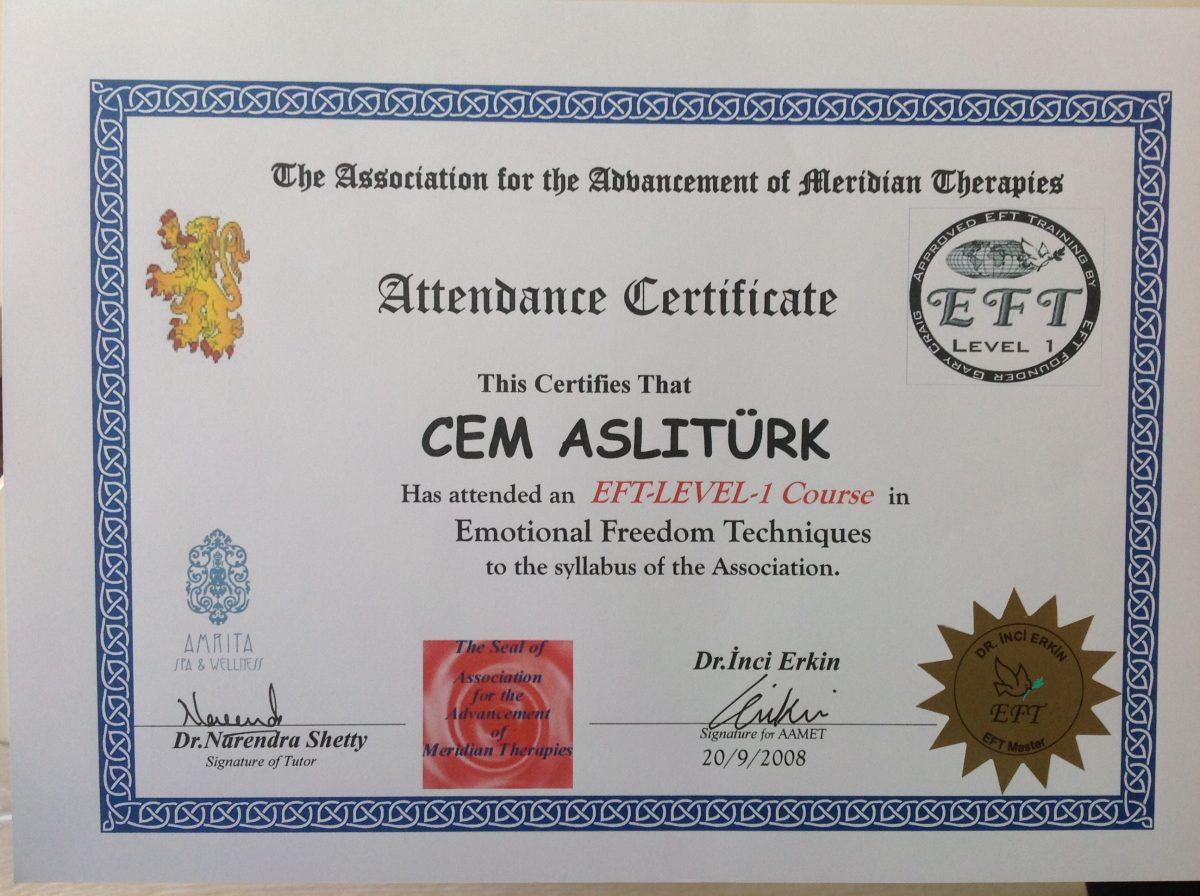 The Association for the Advancement of Meridian Therapies
APPROVED EFT TRAINING BY
EFT FOUNDER GARY CRAIG
EFT
LEVEL 1
Attendance Certificate
This Certifies That
CEM ASLITÜRK
Has attended an EFT-LEVEL-1 Course in
Emotional Freedom Techniques
to the syllabus of the Association.
AMRITA
SPA & WELLNESS
Narendra
Dr.Narendra Shetty
Signature of Tutor
The Seal of
Association
for the
Advancement
of
Meridian Therapies
Dr.İnci Erkin
Erkin
Signature for AAMET
20/9/2008
DR. İNCİ ERKİN
EFT
EFT Master